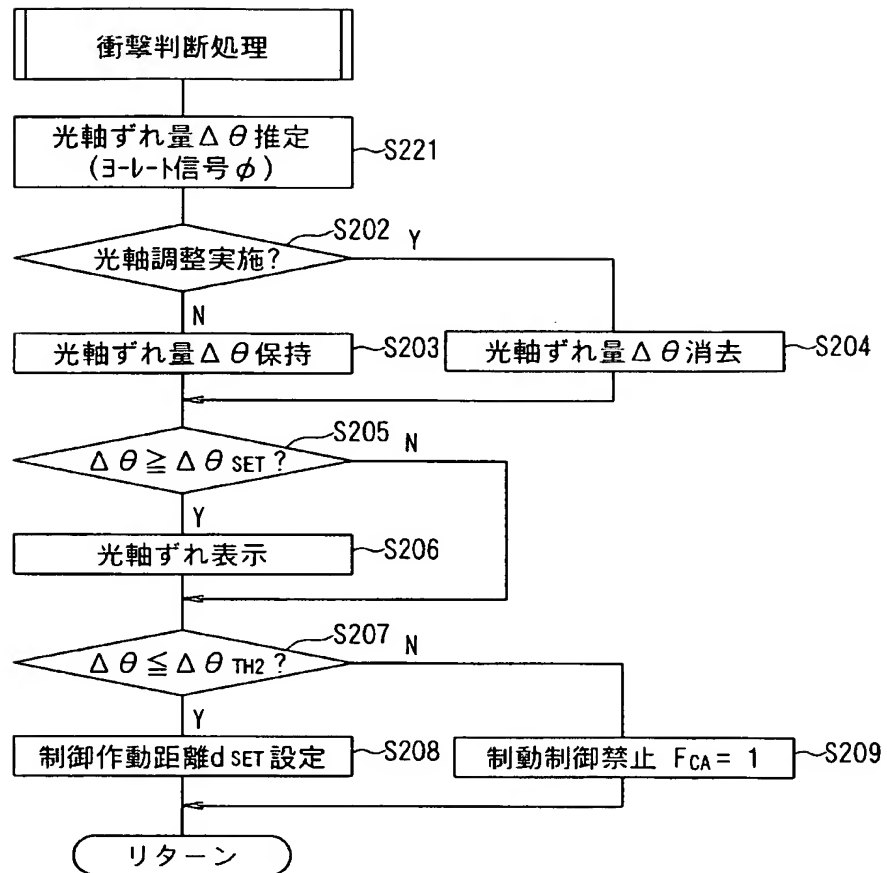 衝撃判断処理
光軸ずれ量Δθ推定
(ヨーレート信号φ)
S221
S202
光軸調整実施?
Y
N
光軸ずれ量Δθ保持
S203
光軸ずれ量Δθ消去
S204
S205
Δθ≧ΔθSET?
N
Y
光軸ずれ表示
S206
S207
Δθ≦ΔθTH2?
N
Y
制御作動距離dSET設定
S208
制動制御禁止 FCA= 1
S209
リターン